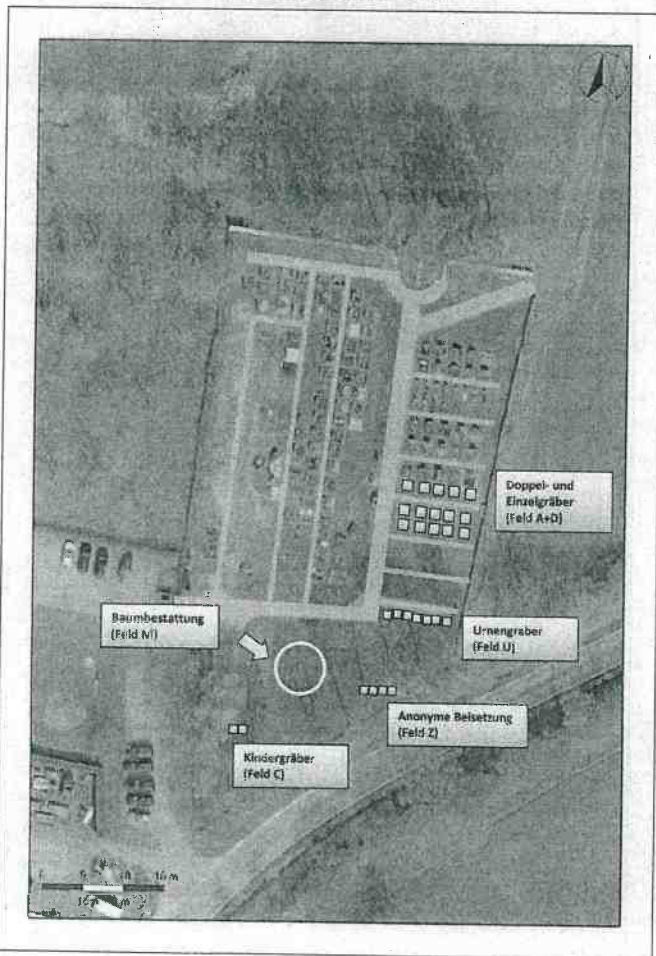 Doppel- und
Einzelgräber
(Feld A+D)
Baumbestattung
(Feld M)
Urnengräber
(Feld U)
Anonyme Beisetzung
(Feld Z)
Kindergräber
(Feld C)